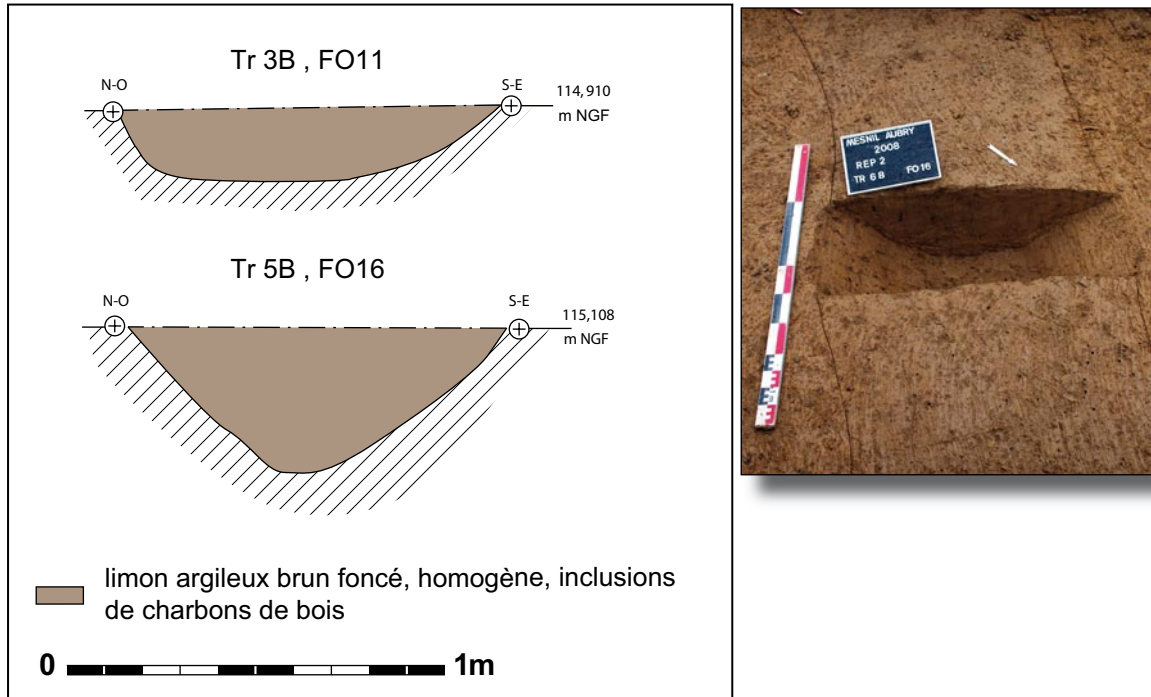 Tr 3B , FO11
N-O
S-E
114,910
m NGF
Tr 5B , FO16
N-O
S-E
115,108
m NGF
limon argileux brun foncé, homogène, inclusions
de charbons de bois
0 1m
MESNIL AUBRY
2008
REP 2
TR 6B FO16